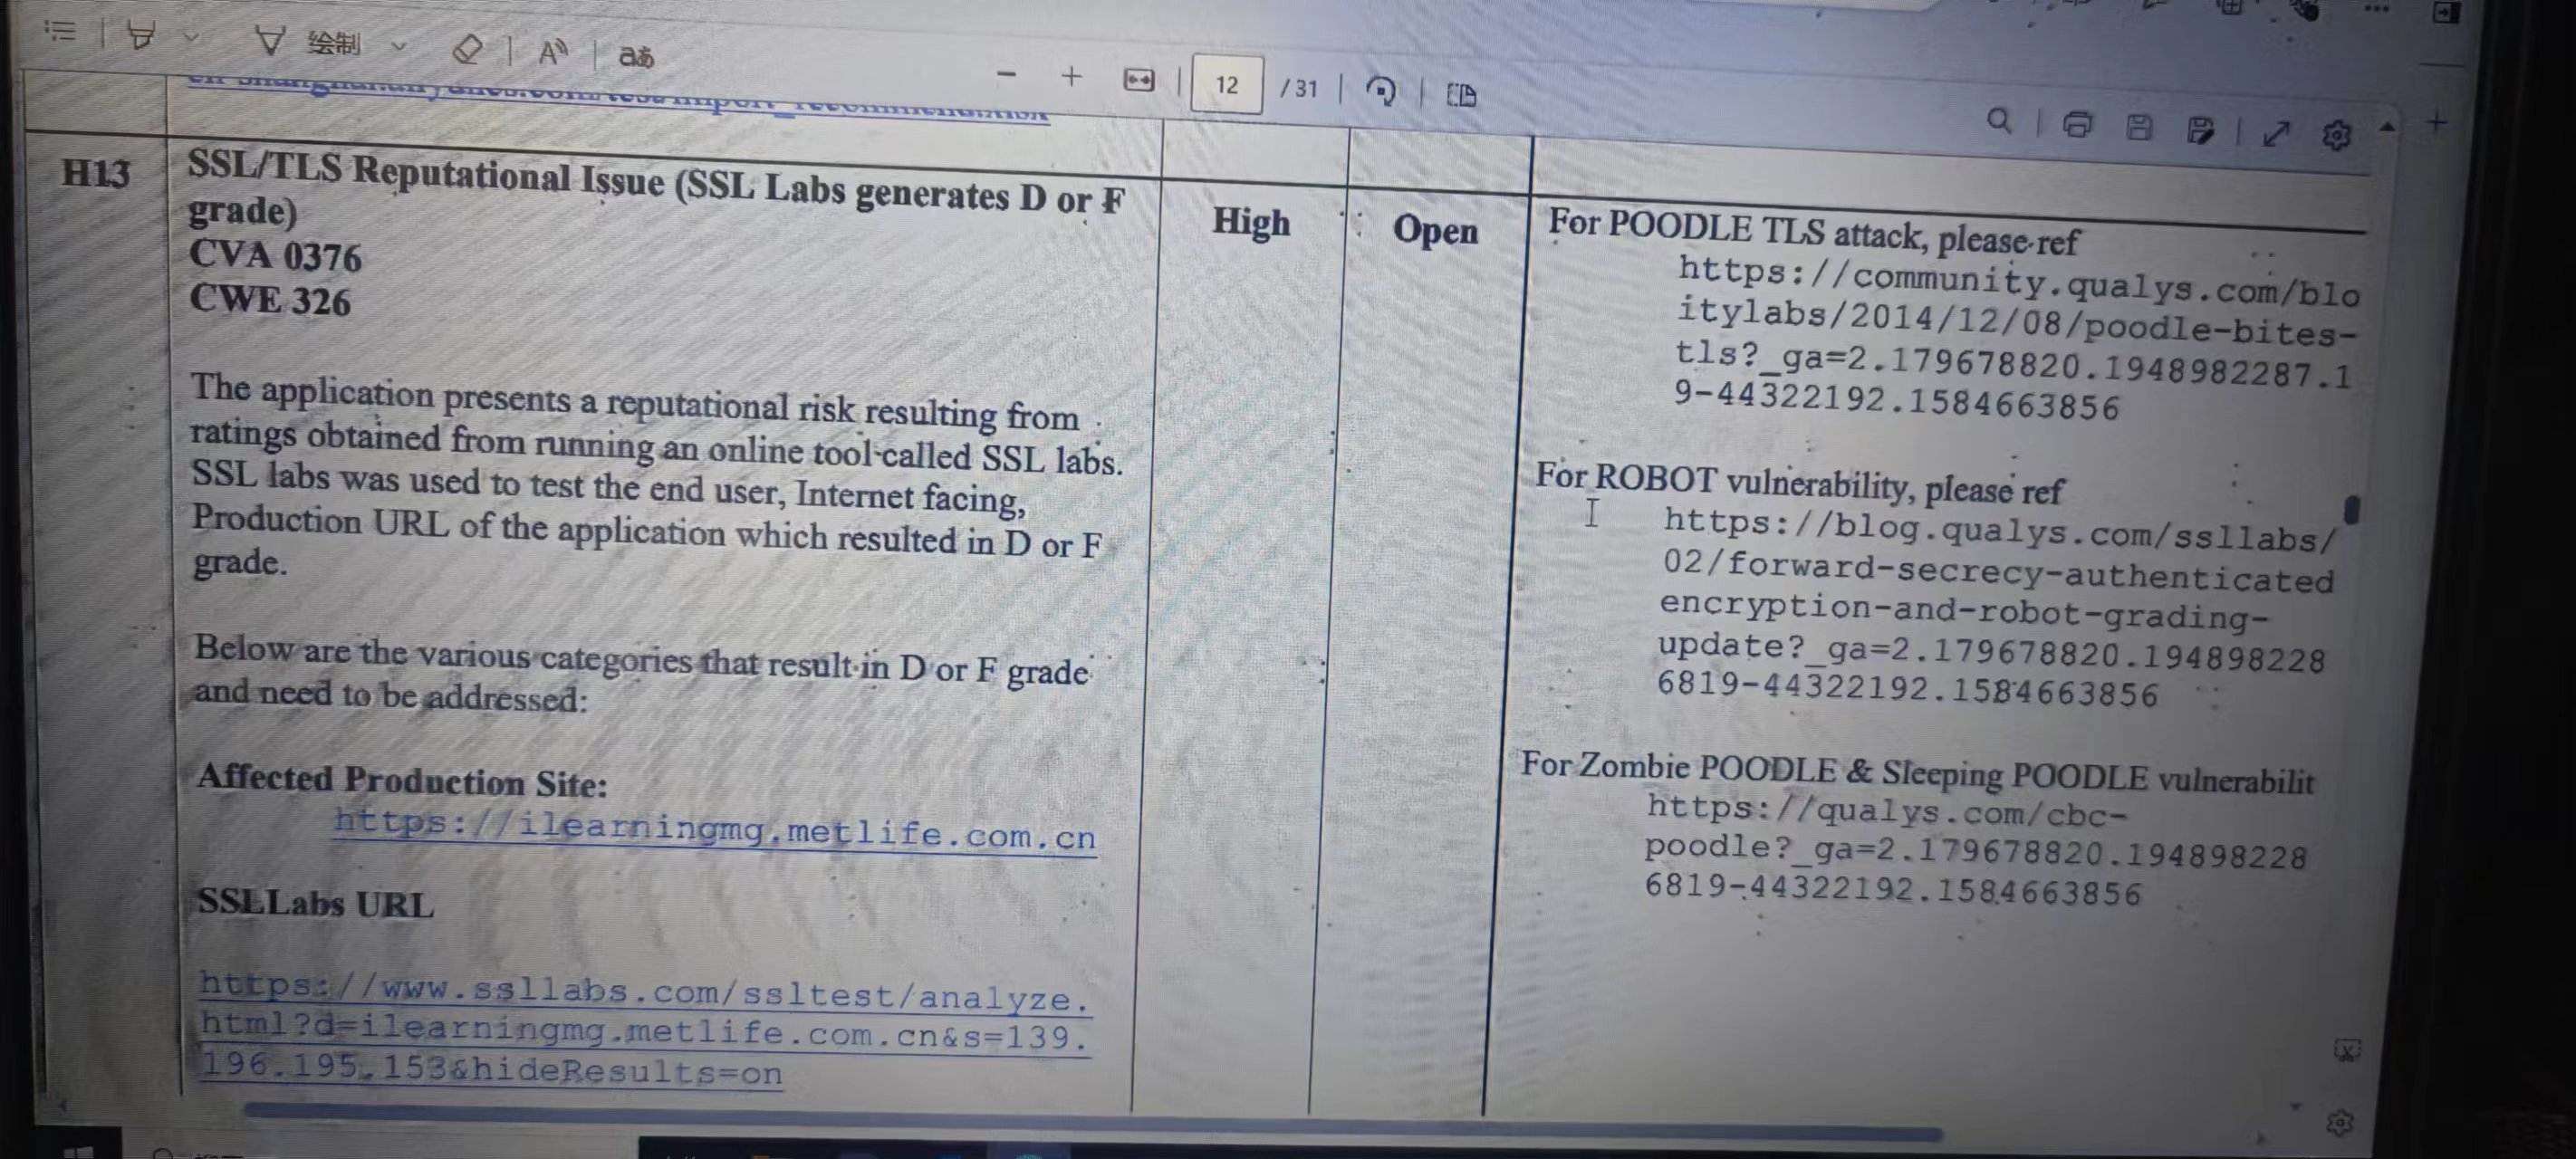 绘制
aあ
12
/31
H13
SSL/TLS Reputational Issue (SSL Labs generates D or F
grade)
CVA 0376
CWE 326
The application presents a reputational risk resulting from
ratings obtained from running an online tool called SSL labs.
SSL labs was used to test the end user, Internet facing,
Production URL of the application which resulted in D or F
grade.
Below are the various categories that result in D or F grade
and need to be addressed:
Affected Production Site:
https://ilearningmg.metlife.com.cn
SSLLabs URL
https://www.ssllabs.com/ssltest/analyze.
html?d=ilearningmg.metlife.com.cn&s=139.
196.195.153&hideResults=on
High
Open
For POODLE TLS attack, please ref
https://community.qualys.com/blo
itylabs/2014/12/08/poodle-bites-
tls?_ga=2.179678820.1948982287.1
9-44322192.1584663856
For ROBOT vulnerability, please ref
https://blog.qualys.com/ssllabs/
02/forward-secrecy-authenticated
encryption-and-robot-grading-
update?_ga=2.179678820.194898228
6819-44322192.1584663856
For Zombie POODLE & Sleeping POODLE vulnerabilit
https://qualys.com/cbc-
poodle?_ga=2.179678820.194898228
6819-44322192.1584663856